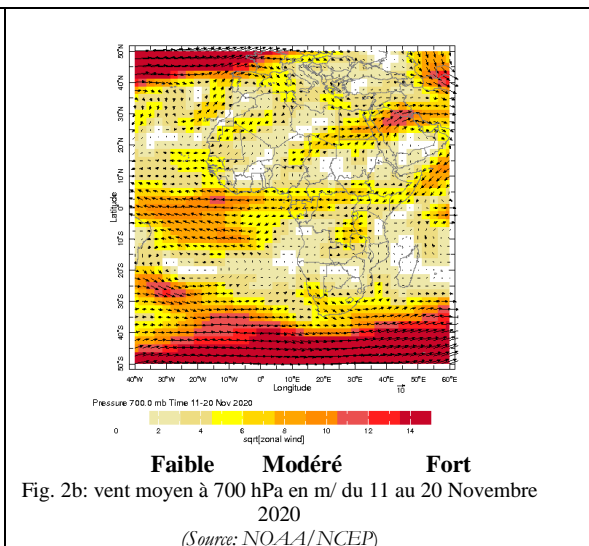 50°N
40°N
30°N
20°N
10°N
0°
10°S
20°S
30°S
40°S
50°S
Latitude
40°W 30°W 20°W 10°W 0° 10°E 20°E 30°E 40°E 50°E 60°E
Longitude
10
Pressure 700.0 mb Time 11-20 Nov 2020
0 2 4 6 8 10 12 14
sqrt[zonal wind]
Faible Modéré Fort
Fig. 2b: vent moyen à 700 hPa en m/ du 11 au 20 Novembre
2020
(Source: NOAA/NCEP)